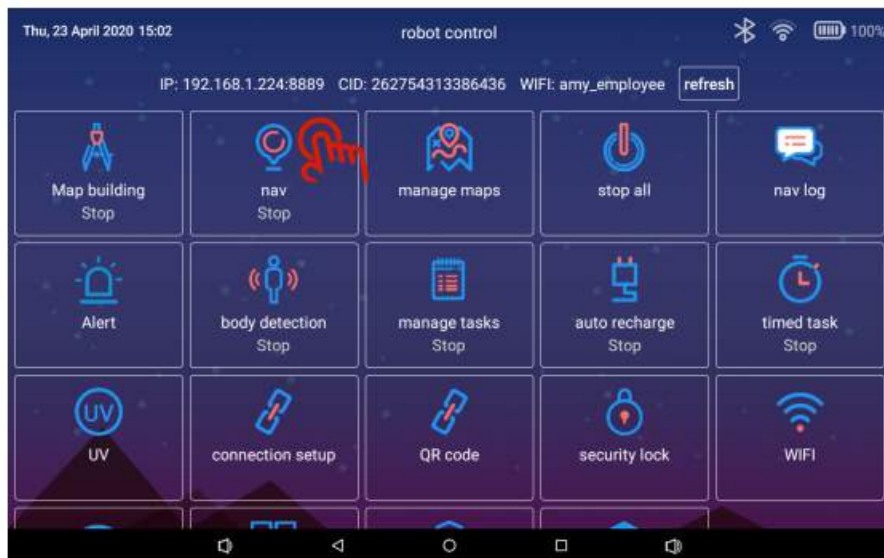 Thu, 23 April 2020 15:02 robot control 100%
IP: 192.168.1.224:8889 CID: 262754313386436 WIFI: amy_employee refresh
Map building nav manage maps stop all nav log
Stop Stop
Alert body detection manage tasks auto recharge timed task
Stop Stop Stop Stop
UV
UV connection setup QR code security lock WIFI